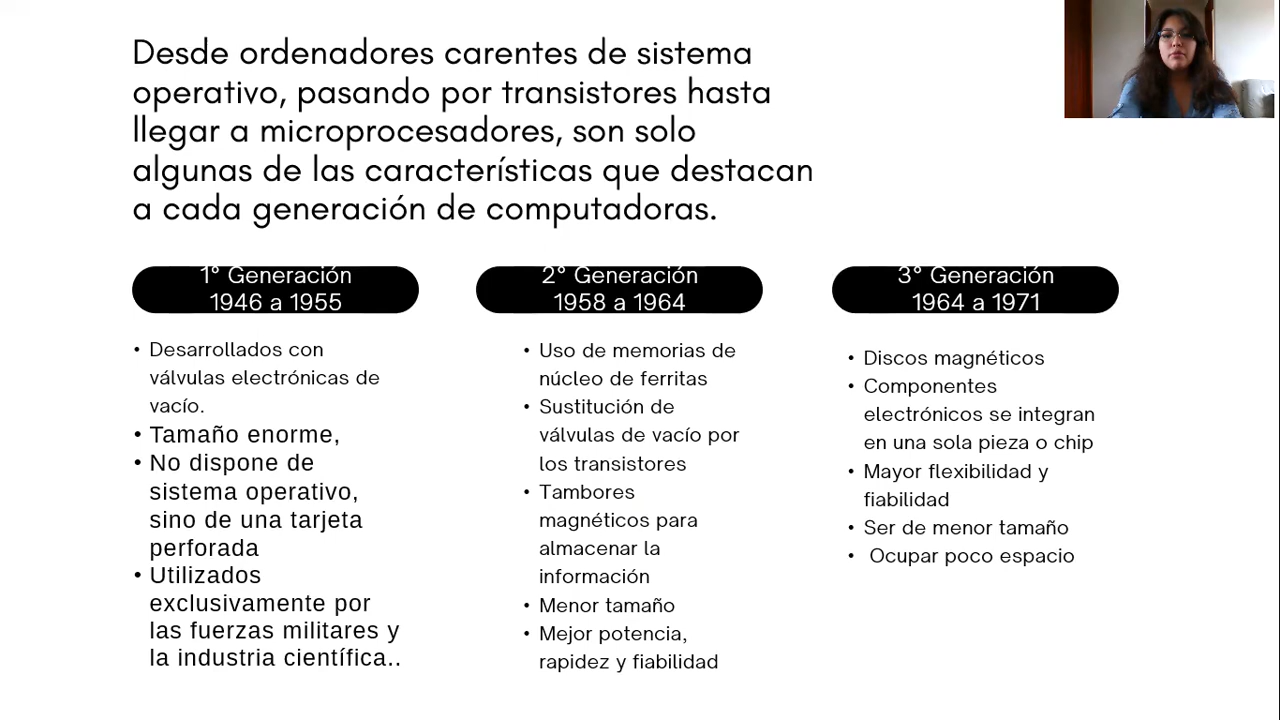 Desde ordenadores carentes de sistema
operativo, pasando por transistores hasta
llegar a microprocesadores, son solo
algunas de las características que destacan
a cada generación de computadoras.
1° Generación
1946 a 1955
• Desarrollados con
válvulas electrónicas de
vacío.
• Tamaño enorme,
• No dispone de
sistema operativo,
sino de una tarjeta
perforada
• Utilizados
exclusivamente por
las fuerzas militares y
la industria científica..
2° Generación
1958 a 1964
• Uso de memorias de
núcleo de ferritas
• Sustitución de
válvulas de vacío por
los transistores
• Tambores
magnéticos para
almacenar la
información
• Menor tamaño
• Mejor potencia,
rapidez y fiabilidad
3° Generación
1964 a 1971
• Discos magnéticos
• Componentes
electrónicos se integran
en una sola pieza o chip
• Mayor flexibilidad y
fiabilidad
• Ser de menor tamaño
• Ocupar poco espacio